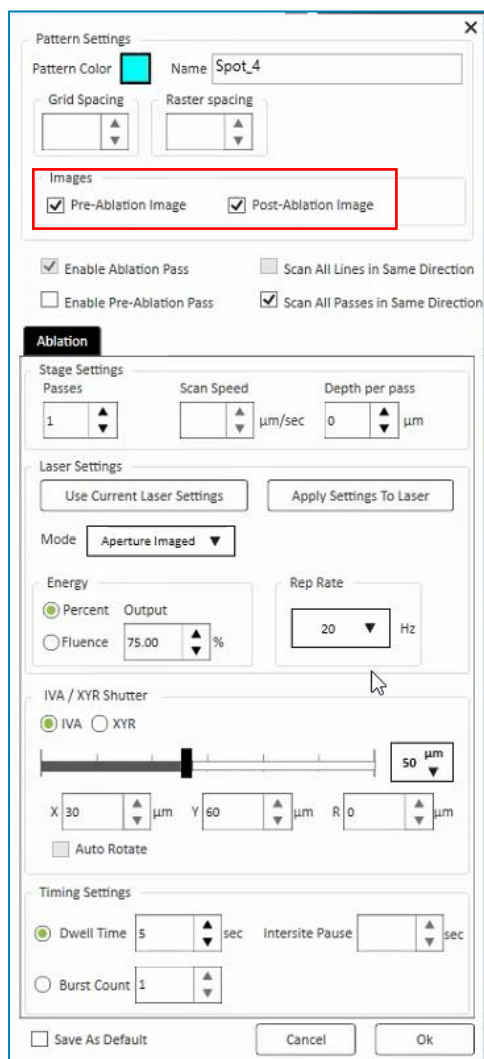 Pattern Settings
Pattern Color Name Spot_4
Grid Spacing Raster spacing
Images
Pre-Ablation Image Post-Ablation Image
Enable Ablation Pass Scan All Lines in Same Direction
Enable Pre-Ablation Pass Scan All Passes in Same Direction
Ablation
Stage Settings
Passes Scan Speed Depth per pass
1 µm/sec 0 µm
Laser Settings
Use Current Laser Settings Apply Settings To Laser
Mode Aperture Imaged
Energy Rep Rate
Percent Output
20 Hz
Fluence 75.00 %
IVA / XYR Shutter
IVA XYR
50 µm
X 30 µm Y 60 µm R 0 µm
Auto Rotate
Timing Settings
Dwell Time 5 sec Intersite Pause sec
Burst Count 1
Save As Default Cancel Ok